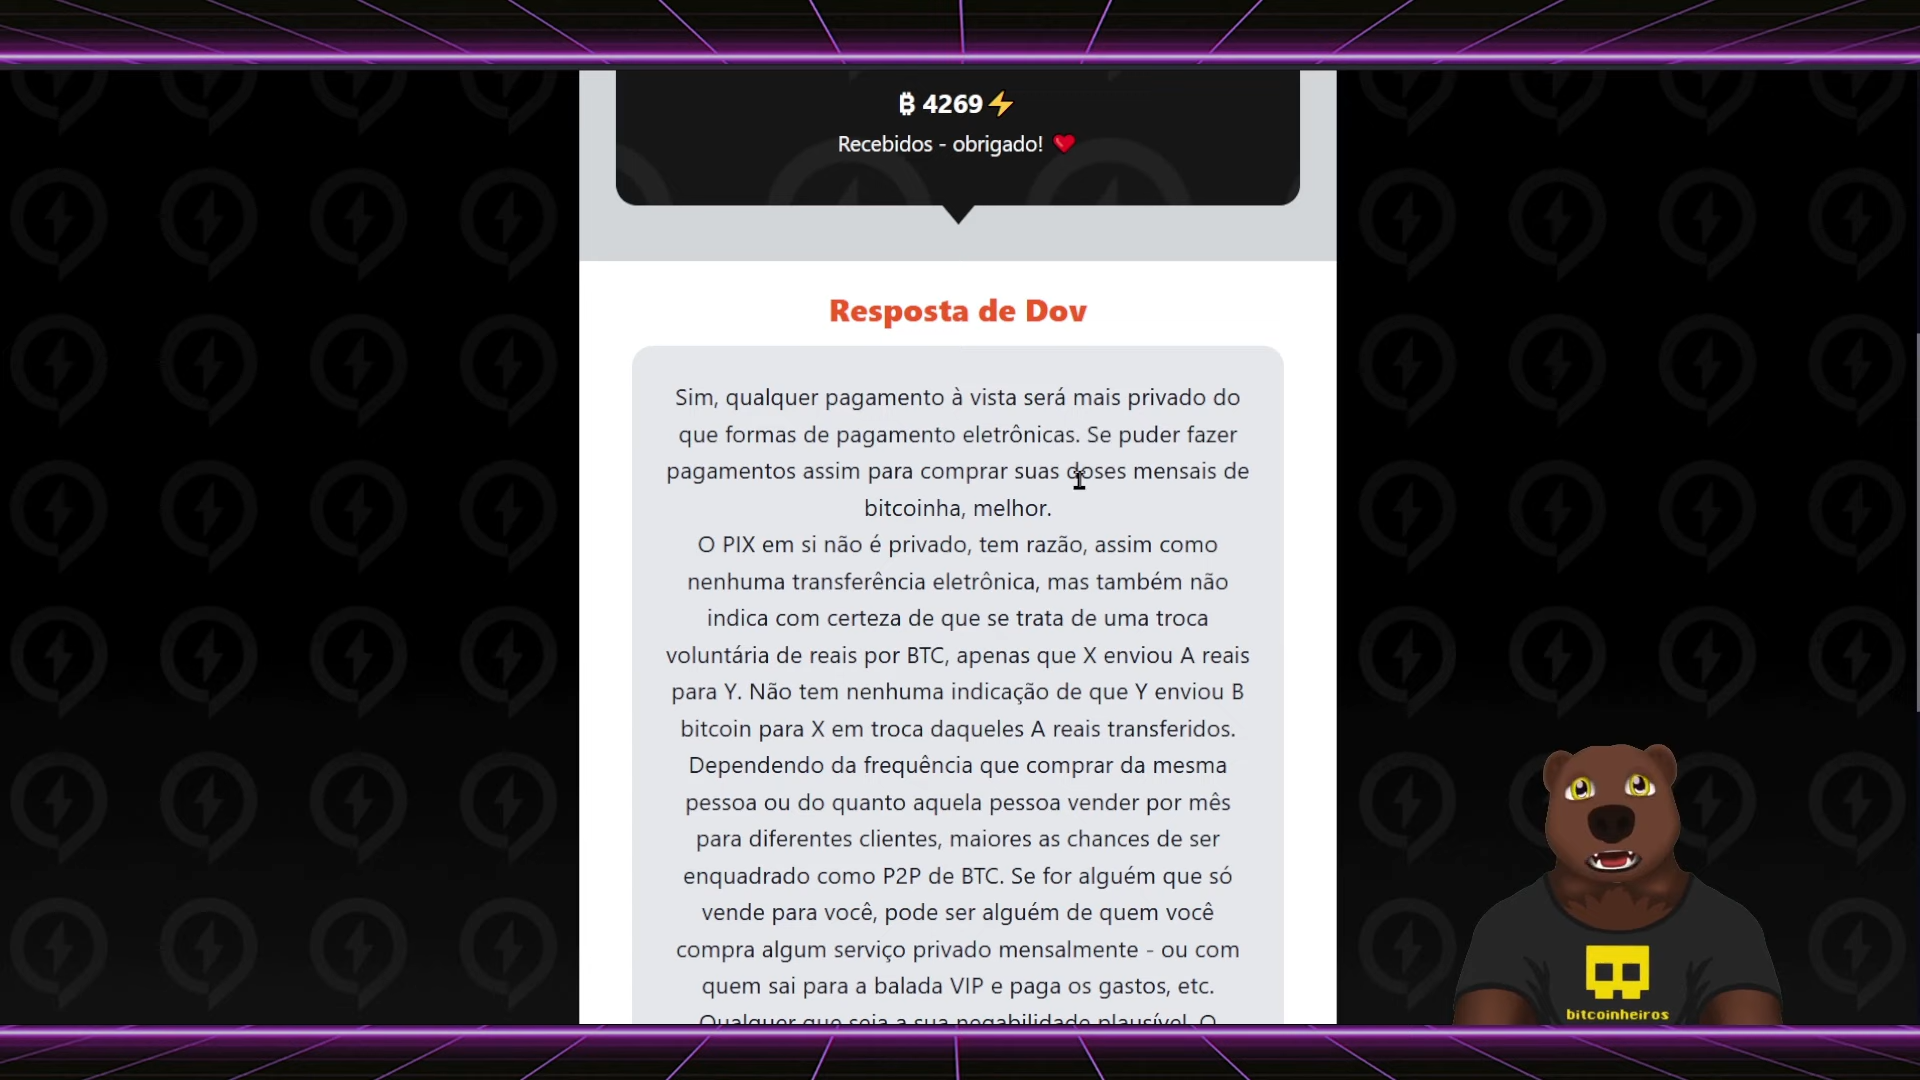 ₿ 4269⚡
Recebidos - obrigado! ❤️
Resposta de Dov
Sim, qualquer pagamento à vista será mais privado do
que formas de pagamento eletrônicas. Se puder fazer
pagamentos assim para comprar suas doses mensais de
bitcoinha, melhor.
O PIX em si não é privado, tem razão, assim como
nenhuma transferência eletrônica, mas também não
indica com certeza de que se trata de uma troca
voluntária de reais por BTC, apenas que X enviou A reais
para Y. Não tem nenhuma indicação de que Y enviou B
bitcoin para X em troca daqueles A reais transferidos.
Dependendo da frequência que comprar da mesma
pessoa ou do quanto aquela pessoa vender por mês
para diferentes clientes, maiores as chances de ser
enquadrado como P2P de BTC. Se for alguém que só
vende para você, pode ser alguém de quem você
compra algum serviço privado mensalmente - ou com
quem sai para a balada VIP e paga os gastos, etc.
Qualquer que seja a sua negabilidade plausível. O
bitcoinheiros